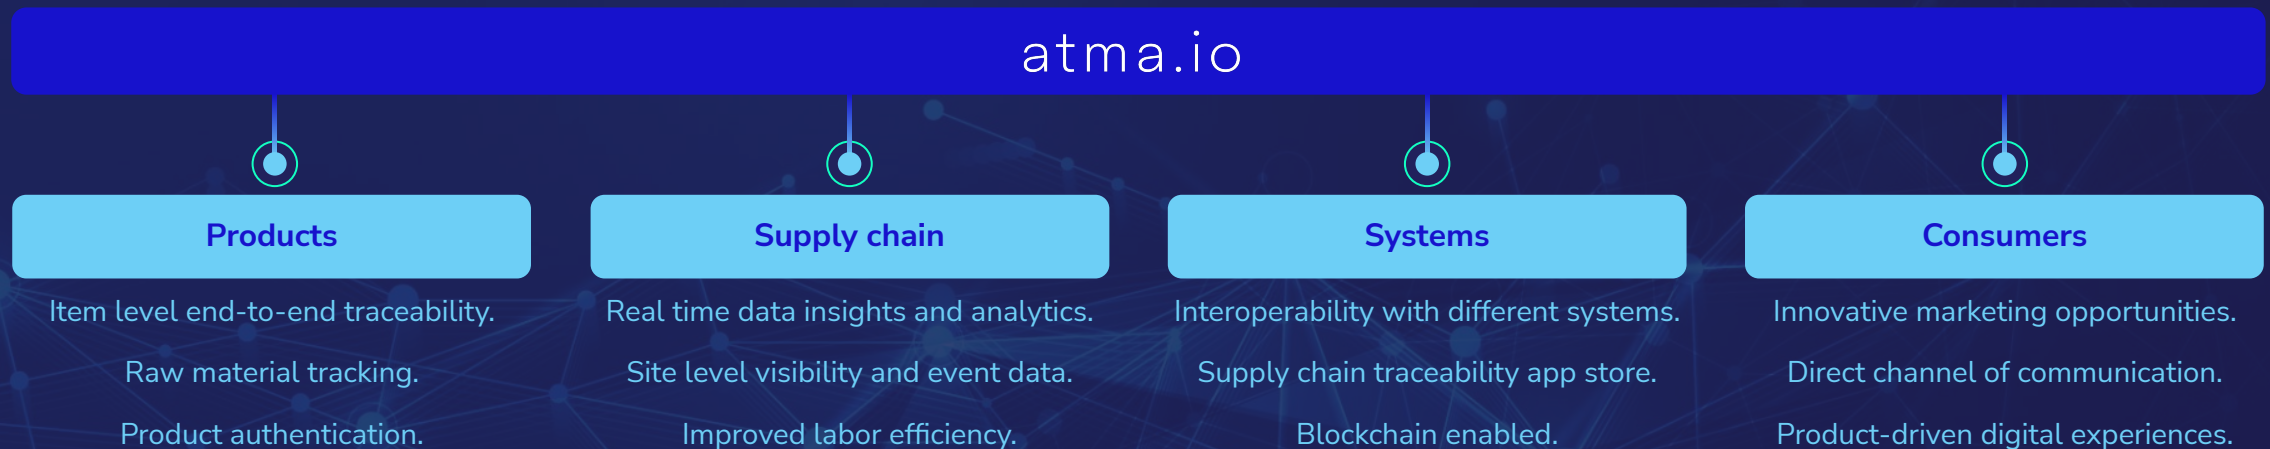 atma.io
Products
Item level end-to-end traceability.
Raw material tracking.
Product authentication.
Supply chain
Real time data insights and analytics.
Site level visibility and event data.
Improved labor efficiency.
Systems
Interoperability with different systems.
Supply chain traceability app store.
Blockchain enabled.
Consumers
Innovative marketing opportunities.
Direct channel of communication.
Product-driven digital experiences.